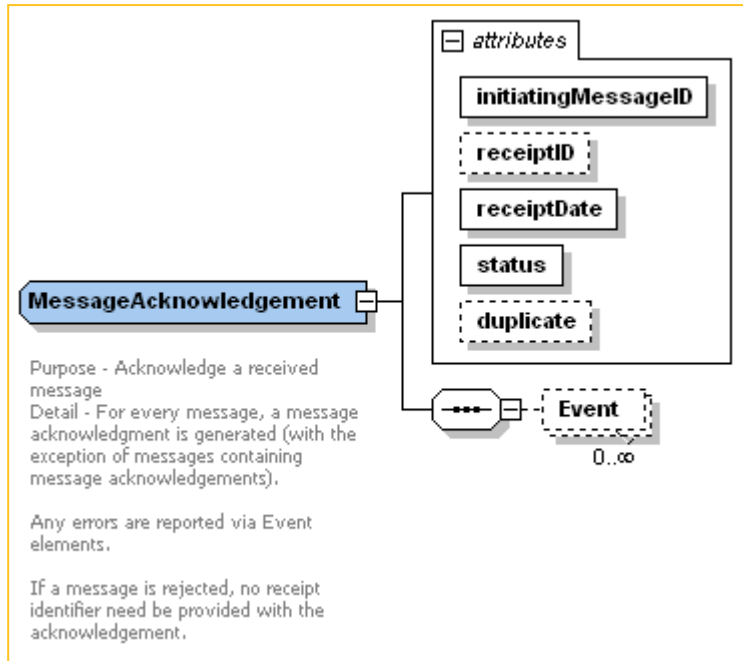 attributes
initiatingMessageID
receiptID
receiptDate
status
duplicate
MessageAcknowledgement
Purpose - Acknowledge a received
message
Detail - For every message, a message
acknowledgment is generated (with the
exception of messages containing
message acknowledgements).
Any errors are reported via Event
elements.
If a message is rejected, no receipt
identifier need be provided with the
acknowledgement.
Event
0..∞